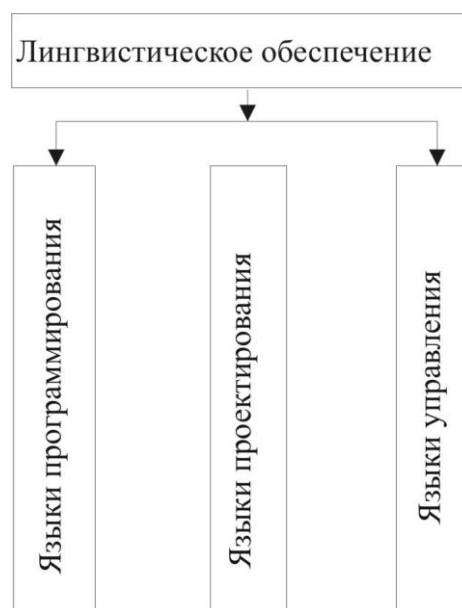 Лингвистическое обеспечение
Языки программирования
Языки проектирования
Языки управления